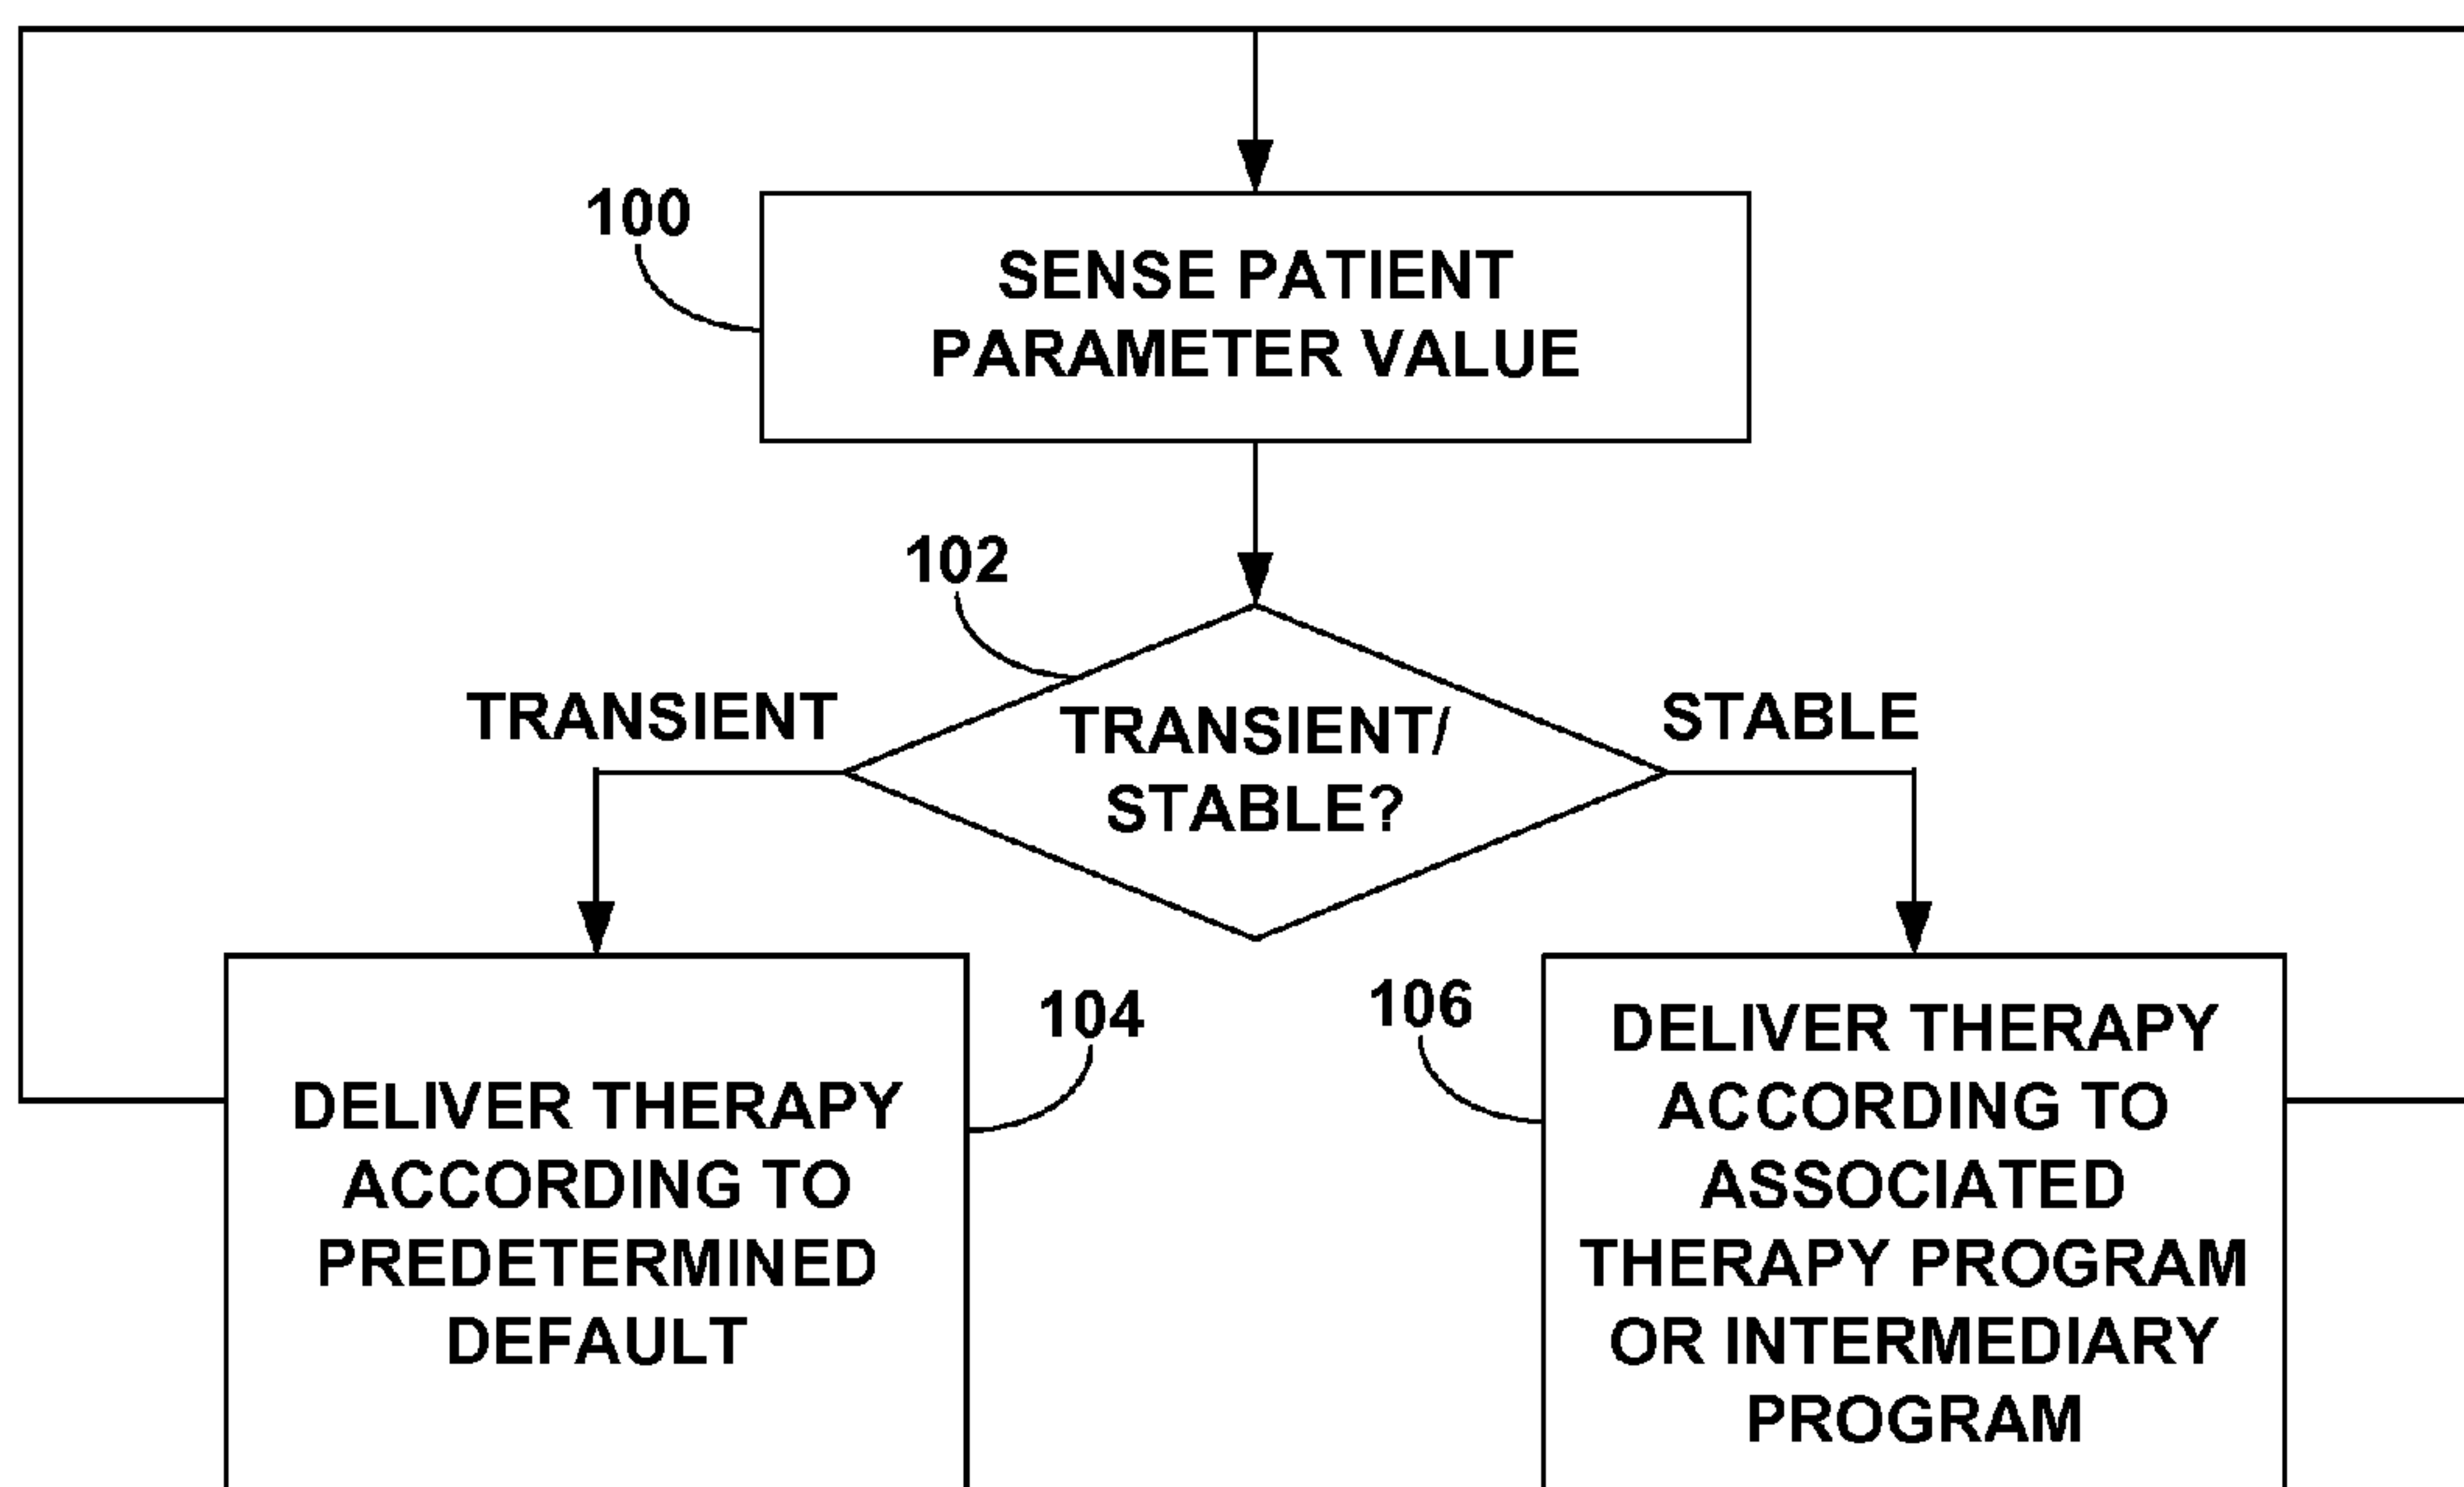 100
SENSE PATIENT
PARAMETER VALUE
102
TRANSIENT
TRANSIENT/
STABLE?
STABLE
104
DELIVER THERAPY
ACCORDING TO
PREDETERMINED
DEFAULT
106
DELIVER THERAPY
ACCORDING TO
ASSOCIATED
THERAPY PROGRAM
OR INTERMEDIARY
PROGRAM